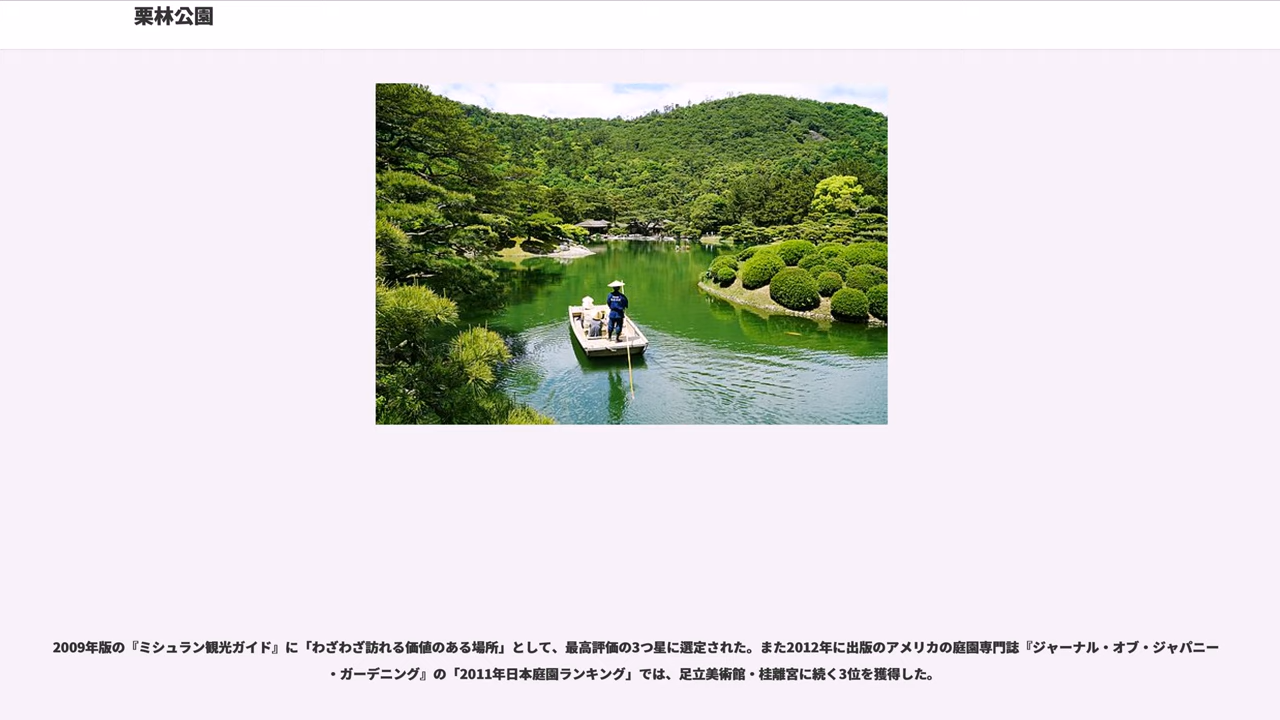 栗林公園
2009年版の『ミシュラン観光ガイド』に「わざわざ訪れる価値のある場所」として、最高評価の3つ星に選定された。また2012年に出版のアメリカの庭園専門誌『ジャーナル・オブ・ジャパニー
・ガーデニング』の「2011年日本庭園ランキング」では、足立美術館・桂離宮に続く3位を獲得した。